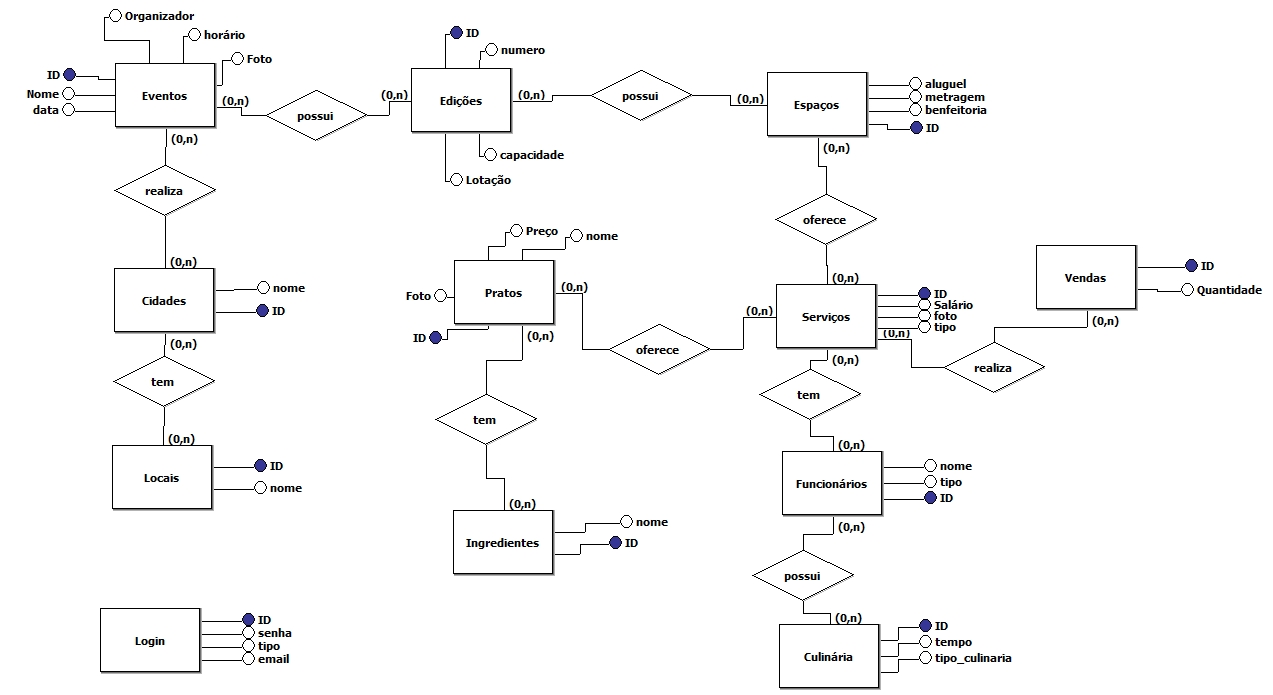 Organizador
horário
Foto
ID
Nome
data
Eventos
(0,n)
possui
(0,n)
ID
numero
Edições
(0,n)
capacidade
Lotação
possui
(0,n)
Espaços
aluguel
metragem
benfeitoria
ID
(0,n)
realiza
(0,n)
Cidades
nome
ID
(0,n)
tem
(0,n)
Locais
ID
nome
(0,n)
oferece
(0,n)
Serviços
ID
Salário
foto
tipo
(0,n)
(0,n)
Preço
nome
Foto
Pratos
ID
(0,n)
oferece
(0,n)
tem
(0,n)
Ingredientes
nome
ID
Vendas
ID
Quantidade
(0,n)
realiza
(0,n)
tem
(0,n)
Funcionários
nome
tipo
ID
(0,n)
possui
(0,n)
Culinária
ID
tempo
tipo_culinaria
Login
ID
senha
tipo
email